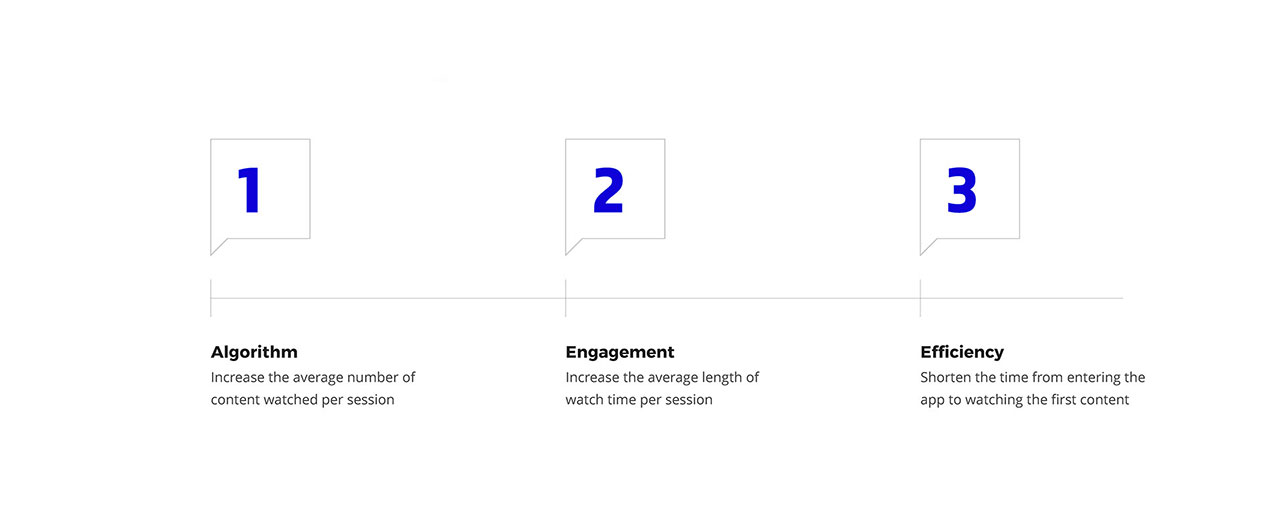 1
2
3
Algorithm
Increase the average number of
content watched per session
Engagement
Increase the average length of
watch time per session
Efficiency
Shorten the time from entering the
app to watching the first content